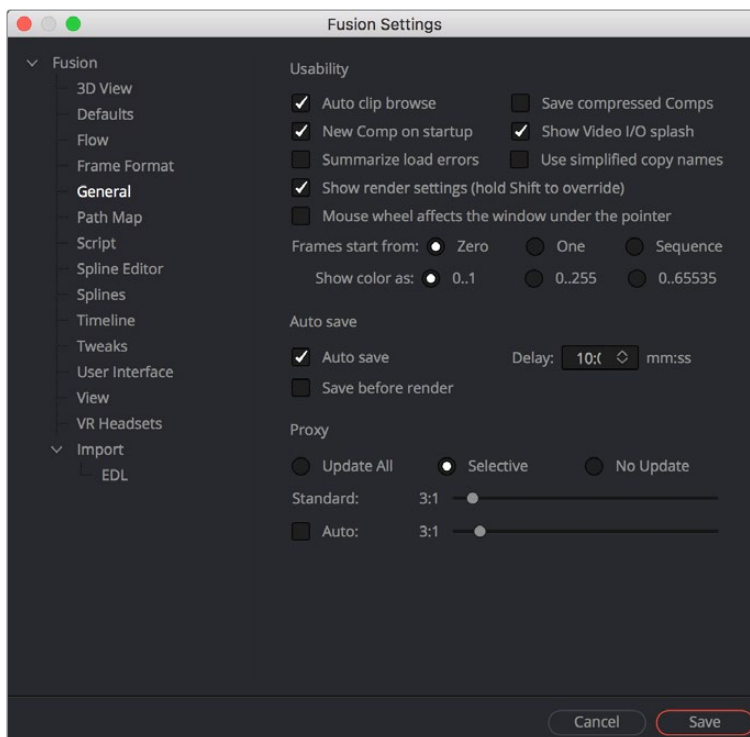 Fusion Settings
Fusion
3D View
Defaults
Flow
Frame Format
General
Path Map
Script
Spline Editor
Splines
Timeline
Tweaks
User Interface
View
VR Headsets
Import
EDL
Usability
Auto clip browse Save compressed Comps
New Comp on startup Show Video I/O splash
Summarize load errors Use simplified copy names
Show render settings (hold Shift to override)
Mouse wheel affects the window under the pointer
Frames start from: Zero One Sequence
Show color as: 0..1 0..255 0..65535
Auto save
Auto save Delay: mm:ss
Save before render
Proxy
Update All Selective No Update
Standard: 3:1
Auto: 3:1
Cancel Save